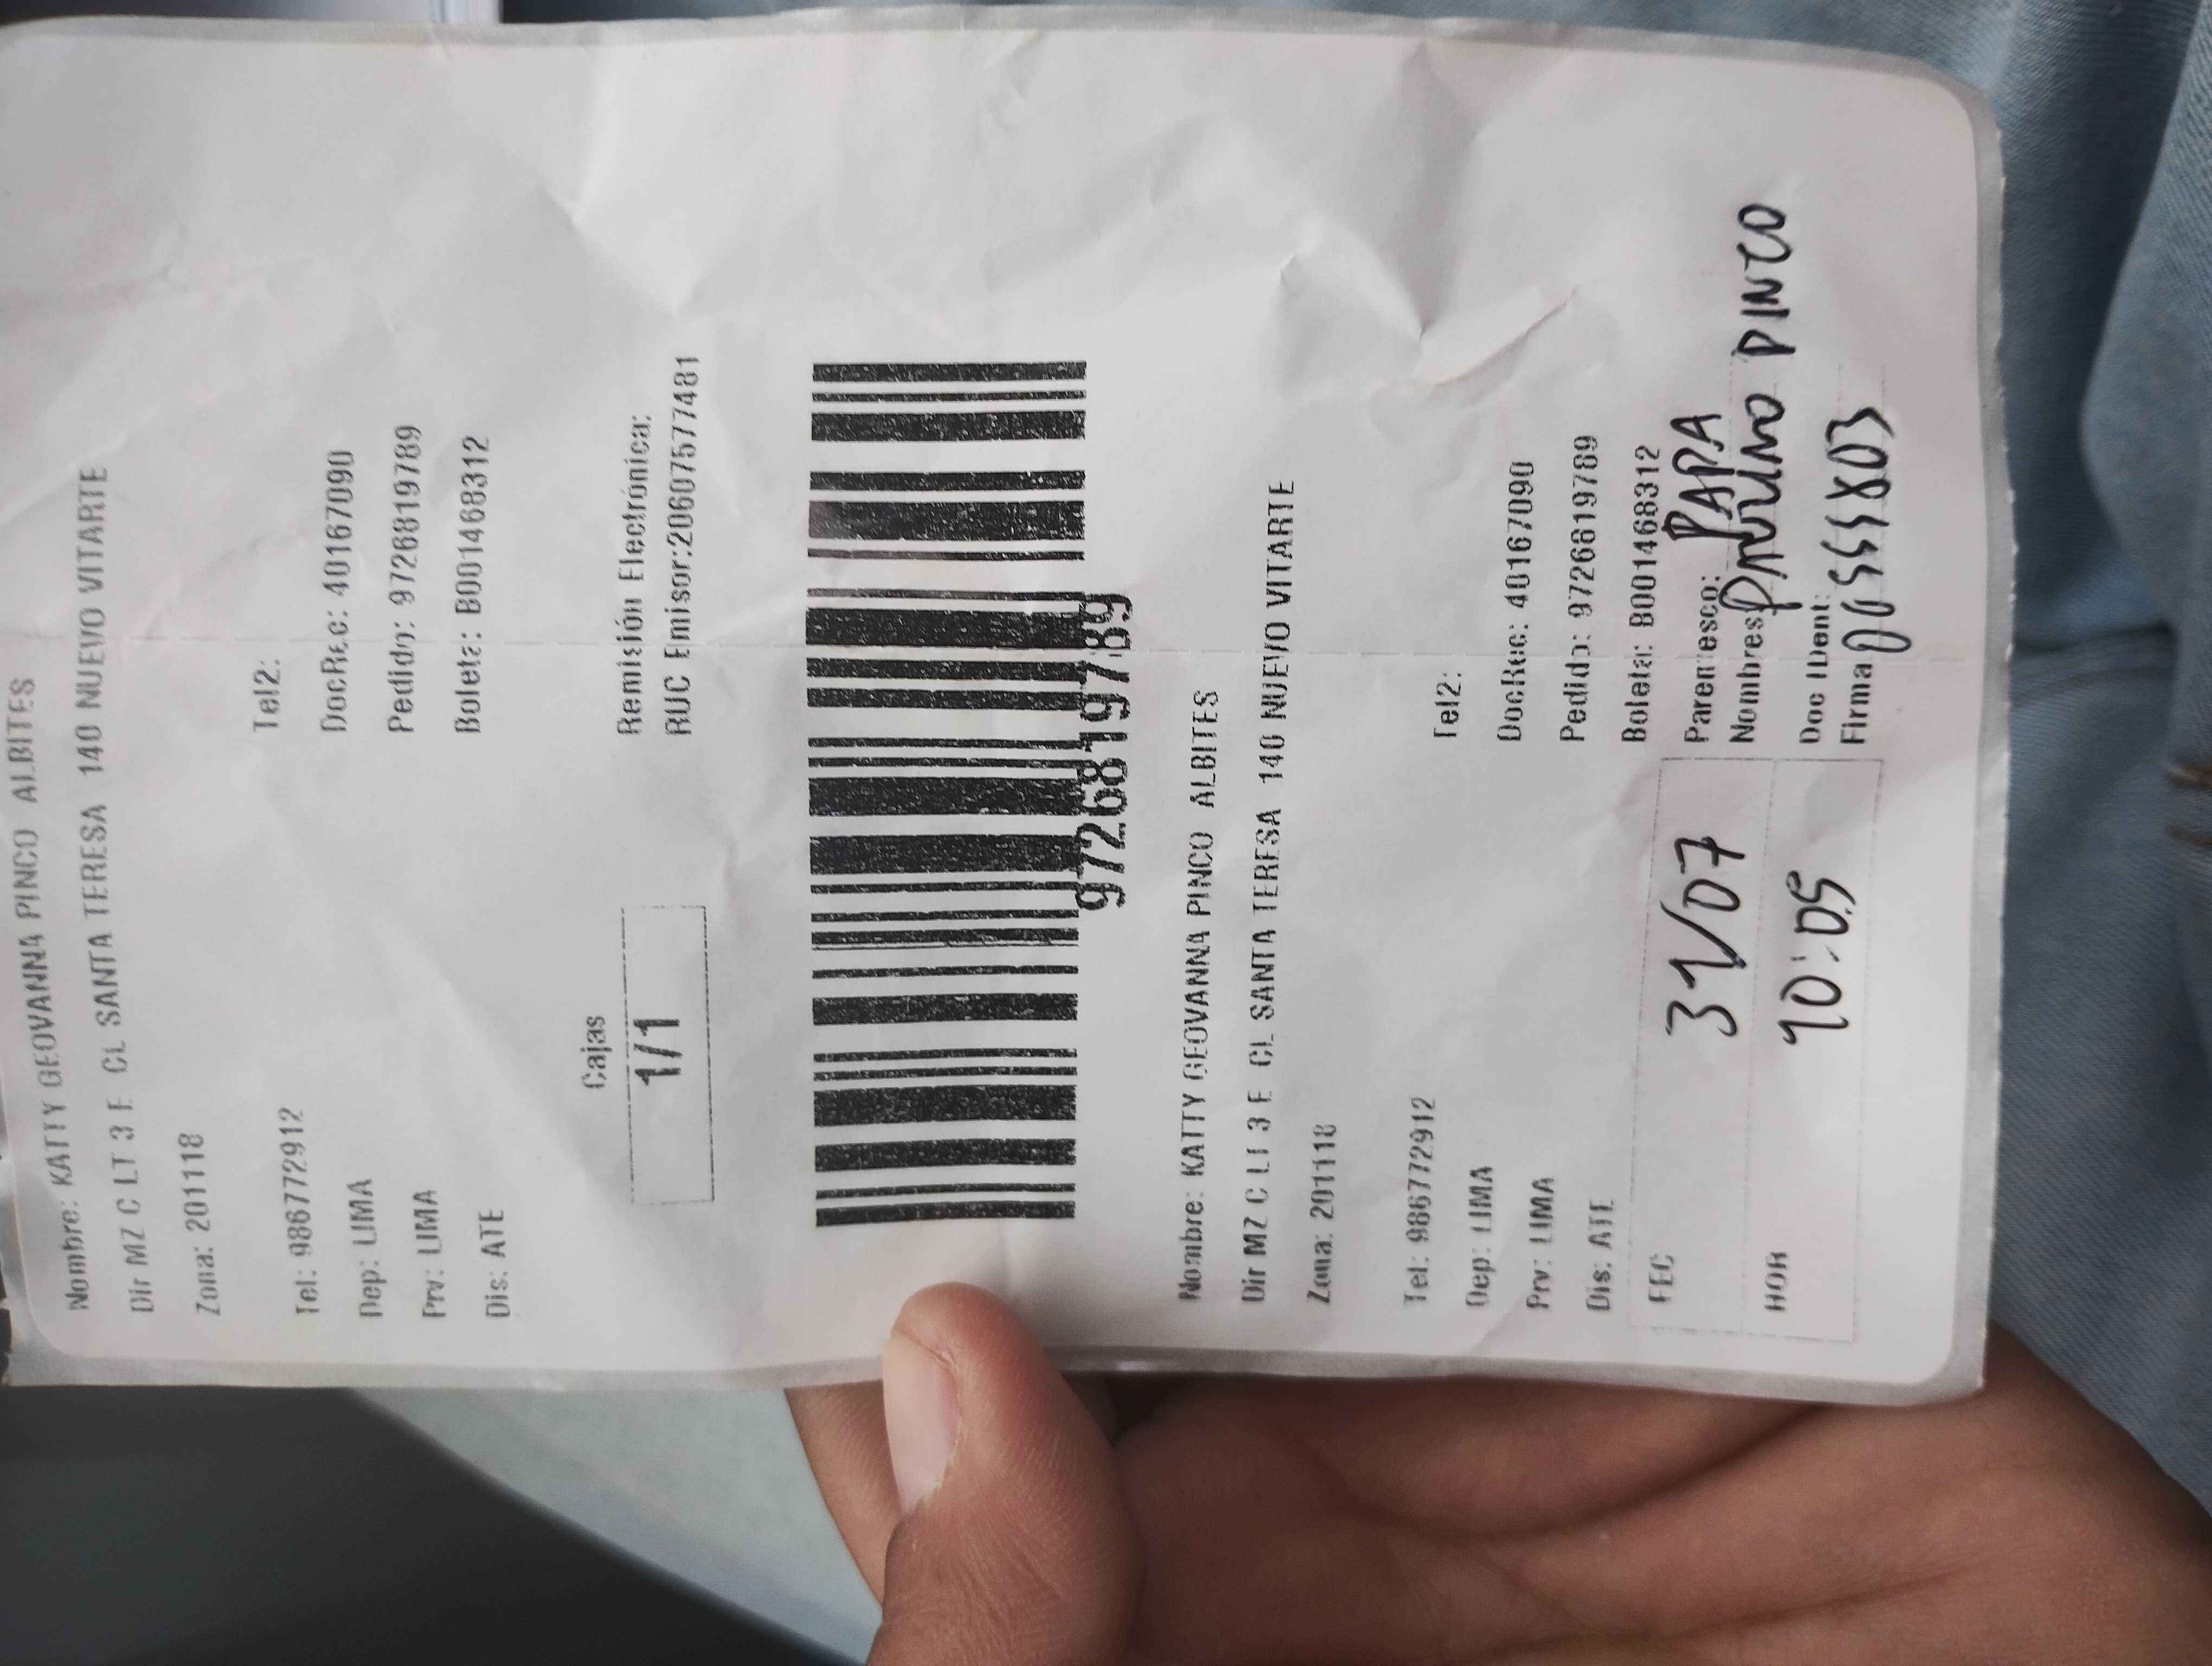 Nombre: KATTY GEOVANNA PINCO ALBITES
Dir MZ C LT 3 E CL SANTA TERESA 140 NUEVO VITARTE
Zona: 201118
Tel: 986772912 Tel2:
Dep: LIMA DocRec: 40167090
Prv: LIMA Pedido: 9726819789
Dis: ATE Boleta: B001468312
Cajas
1/1
Remisión Electrónica:
RUC Emisor:20607577481
9726819789
Nombre: KATTY GEOVANNA PINCO ALBITES
Dir MZ C LT 3 E CL SANTA TERESA 140 NUEVO VITARTE
Zona: 201118
Tel: 986772912 Tel2:
Dep: LIMA DocRec: 40167090
Prv: LIMA Pedido: 9726819789
Dis: ATE Boleta: B001468312
FEC 31/07
HOR 10:05
Parentesco: PAPA
Nombres PINCO
Doc IDent:
Firma